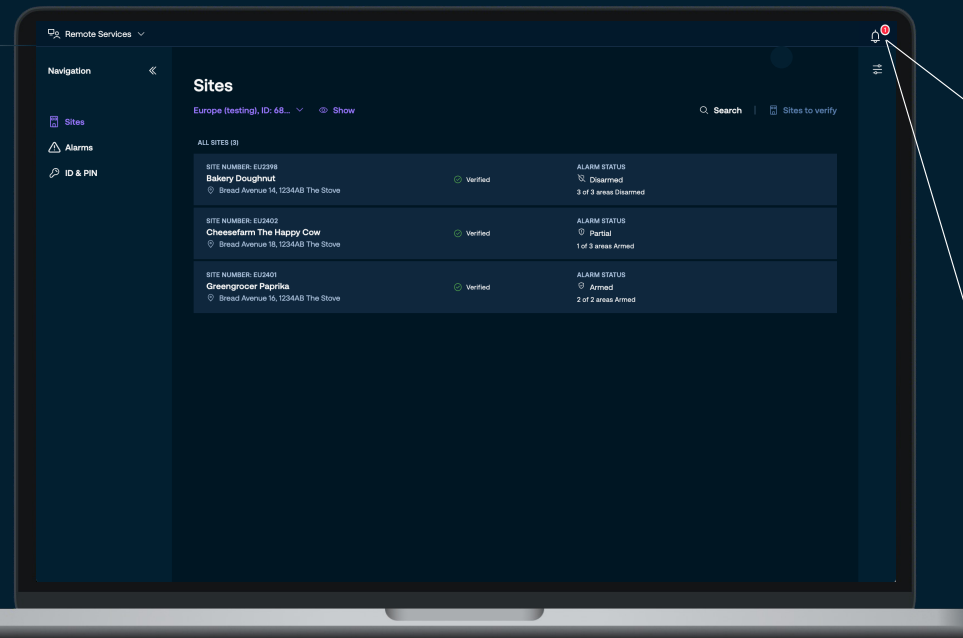 Remote Services
1
Navigation
Sites
Alarms
ID & PIN
Sites
Europe (testing), ID: 68...
Show
Search
Sites to verify
ALL SITES (3)
SITE NUMBER: EU2398
Bakery Doughnut
Bread Avenue 14, 1234AB The Stove
Verified
ALARM STATUS
Disarmed
3 of 3 areas Disarmed
SITE NUMBER: EU2402
Cheesefarm The Happy Cow
Bread Avenue 18, 1234AB The Stove
Verified
ALARM STATUS
Partial
1 of 3 areas Armed
SITE NUMBER: EU2401
Greengrocer Paprika
Bread Avenue 16, 1234AB The Stove
Verified
ALARM STATUS
Armed
2 of 2 areas Armed